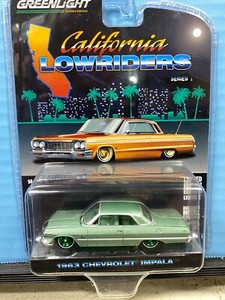 GREENLIGHT
California
LOWRIDERS
SERIES 1
1963 CHEVROLET IMPALA